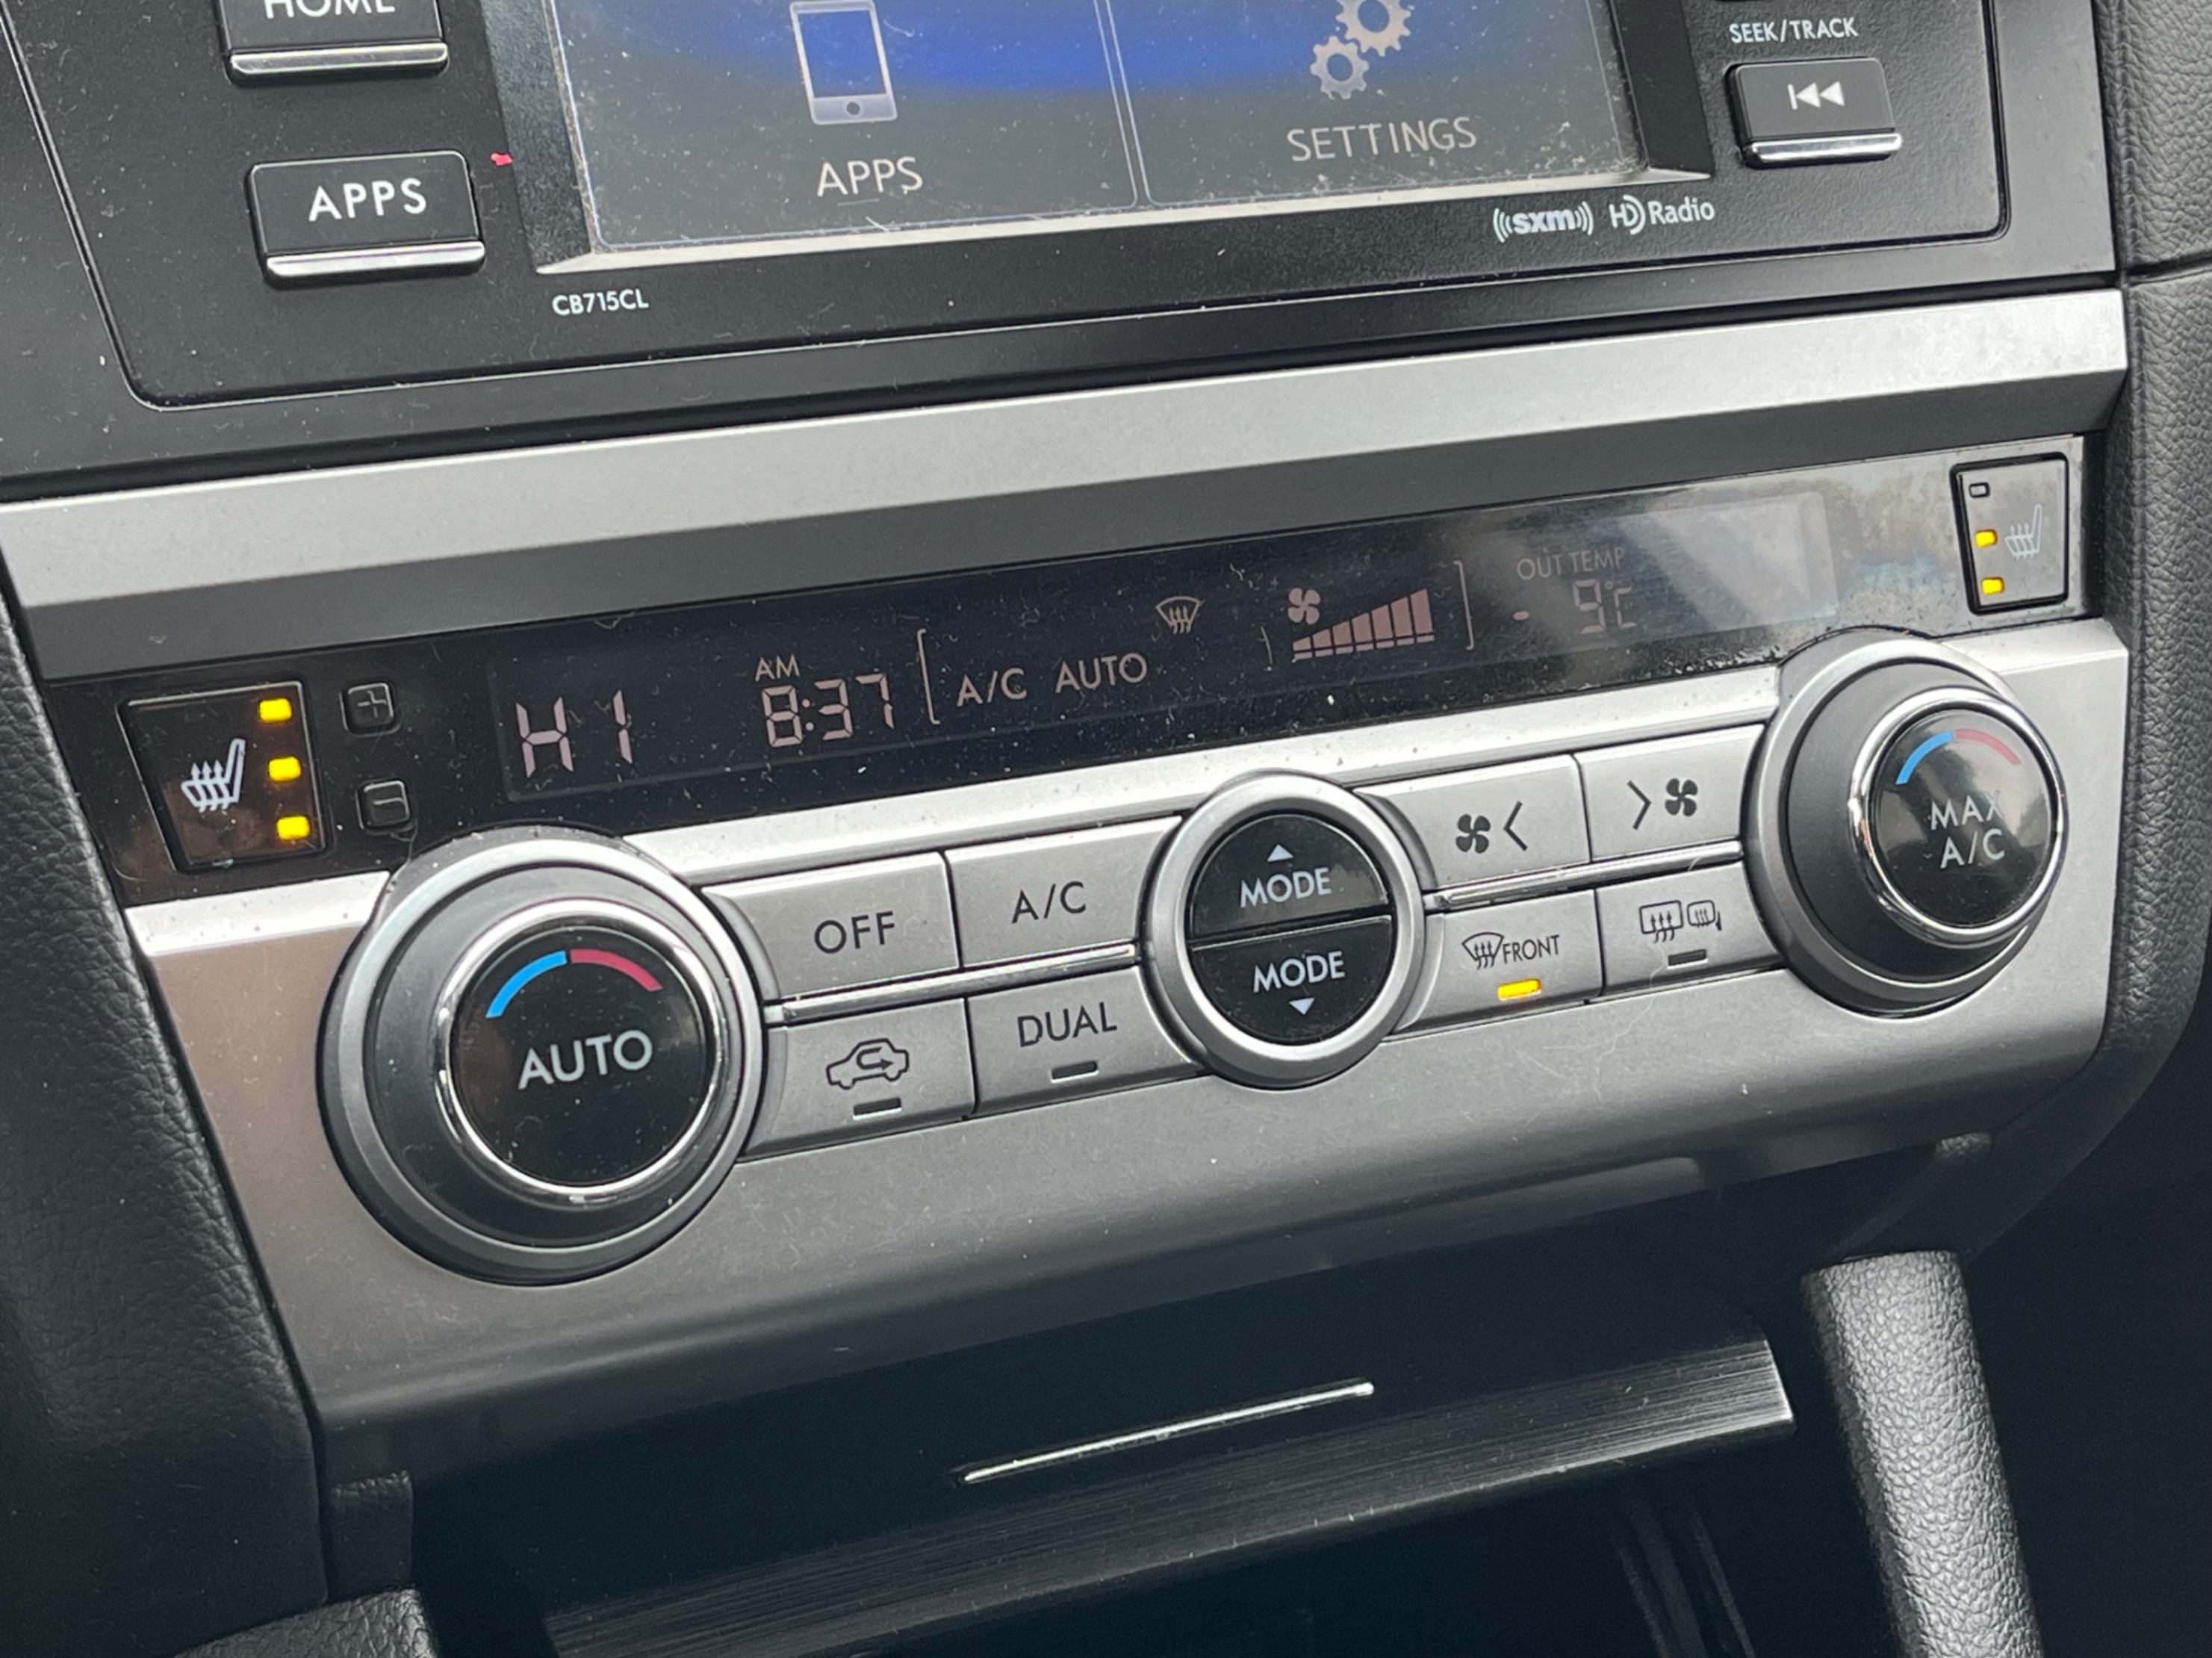 HOME
APPS
APPS
SETTINGS
SEEK/TRACK
((sxm)) HD Radio
CB715CL
HI
AM
8:37
A/C AUTO
OUT TEMP
- 9°C
AUTO
OFF
A/C
DUAL
MODE
MODE
FRONT
MAX
A/C